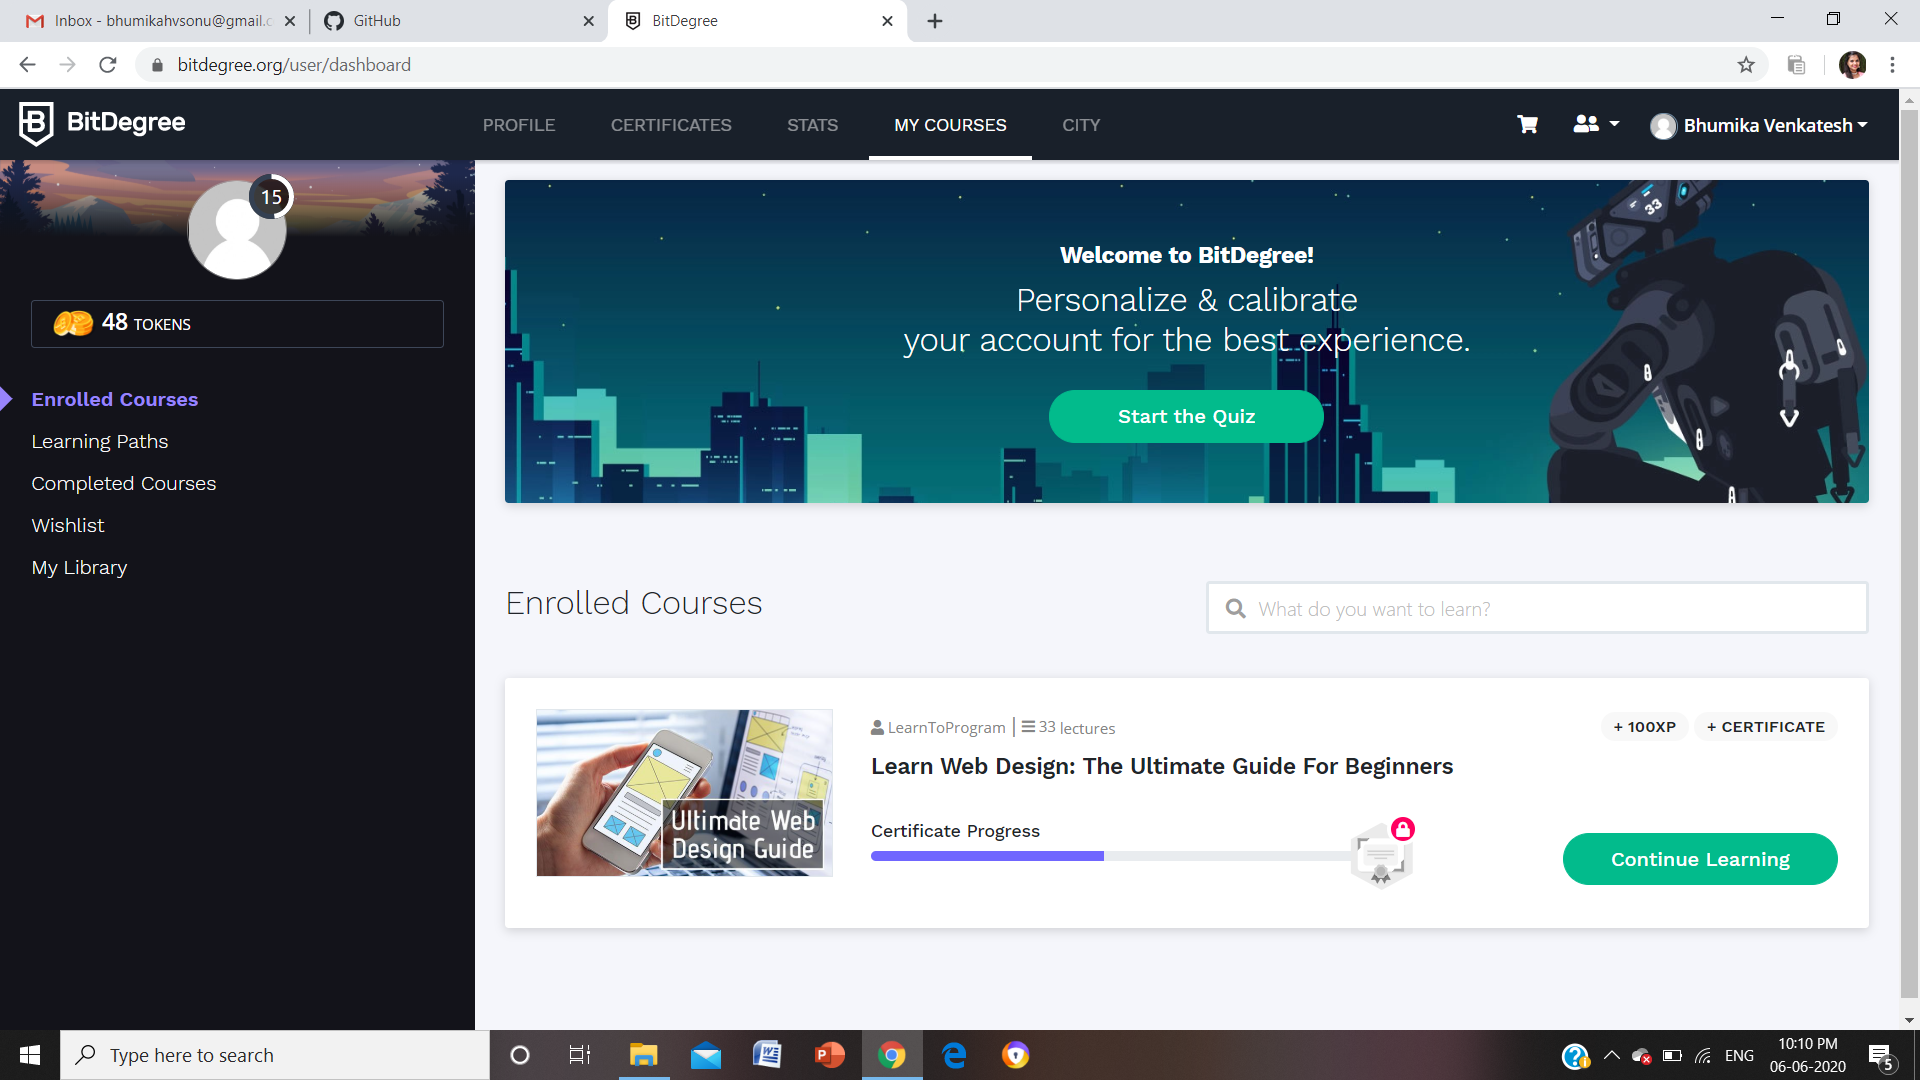 Inbox - bhumikahvsonu@gmail.c
GitHub
BitDegree
bitdegree.org/user/dashboard
BitDegree
PROFILE
CERTIFICATES
STATS
MY COURSES
CITY
Bhumika Venkatesh
15
48 TOKENS
Enrolled Courses
Learning Paths
Completed Courses
Wishlist
My Library
33
Welcome to BitDegree!
Personalize & calibrate
your account for the best experience.
Start the Quiz
Enrolled Courses
What do you want to learn?
Ultimate Web
Design Guide
LearnToProgram | 33 lectures
+ 100XP
+ CERTIFICATE
Learn Web Design: The Ultimate Guide For Beginners
Certificate Progress
Continue Learning
Type here to search
ENG
10:10 PM
06-06-2020
5